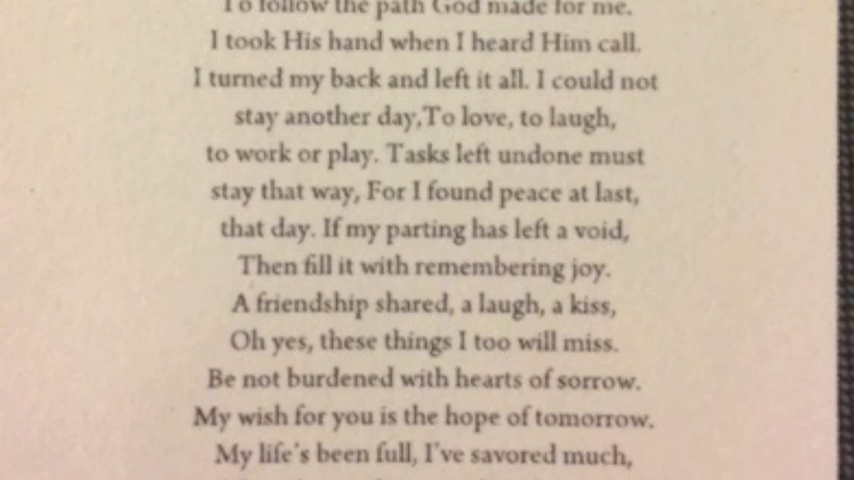 To follow the path God made for me.
I took His hand when I heard Him call.
I turned my back and left it all. I could not
stay another day,To love, to laugh,
to work or play. Tasks left undone must
stay that way, For I found peace at last,
that day. If my parting has left a void,
Then fill it with remembering joy.
A friendship shared, a laugh, a kiss,
Oh yes, these things I too will miss.
Be not burdened with hearts of sorrow.
My wish for you is the hope of tomorrow.
My life's been full, I've savored much,